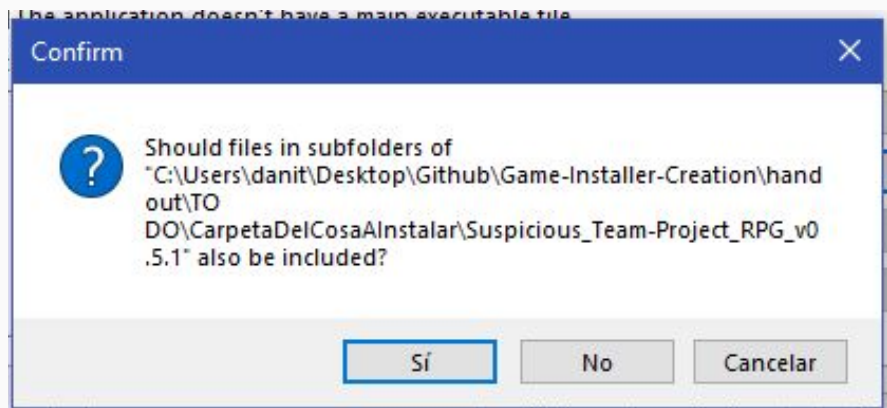 The application doesn't have a main executable file
Confirm
Should files in subfolders of
"C:\Users\danit\Desktop\Github\Game-Installer-Creation\hand
out\TO
DO\CarpetaDelCosaAInstalar\Suspicious_Team-Project_RPG_v0
.5.1" also be included?
Sí
No
Cancelar